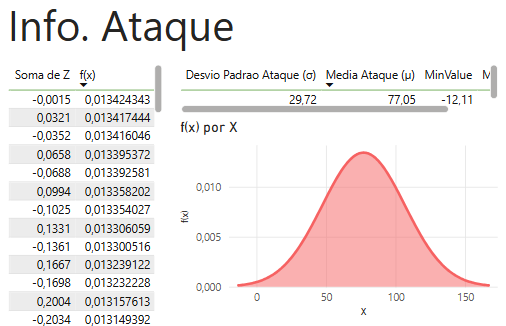 Info. Ataque
Soma de Z f(x)
-0,0015 0,013424343
0,0321 0,013417444
-0,0352 0,013416046
0,0658 0,013395372
-0,0688 0,013392581
0,0994 0,013358202
-0,1025 0,013354027
0,1331 0,013306059
-0,1361 0,013300516
0,1667 0,013239122
-0,1698 0,013232228
0,2004 0,013157613
-0,2034 0,013149392
Desvio Padrao Ataque (σ) Media Ataque (μ) MinValue M
29,72 77,05 -12,11
f(x) por X
f(x)
0,010
0,005
0,000
0 50 100 150
X